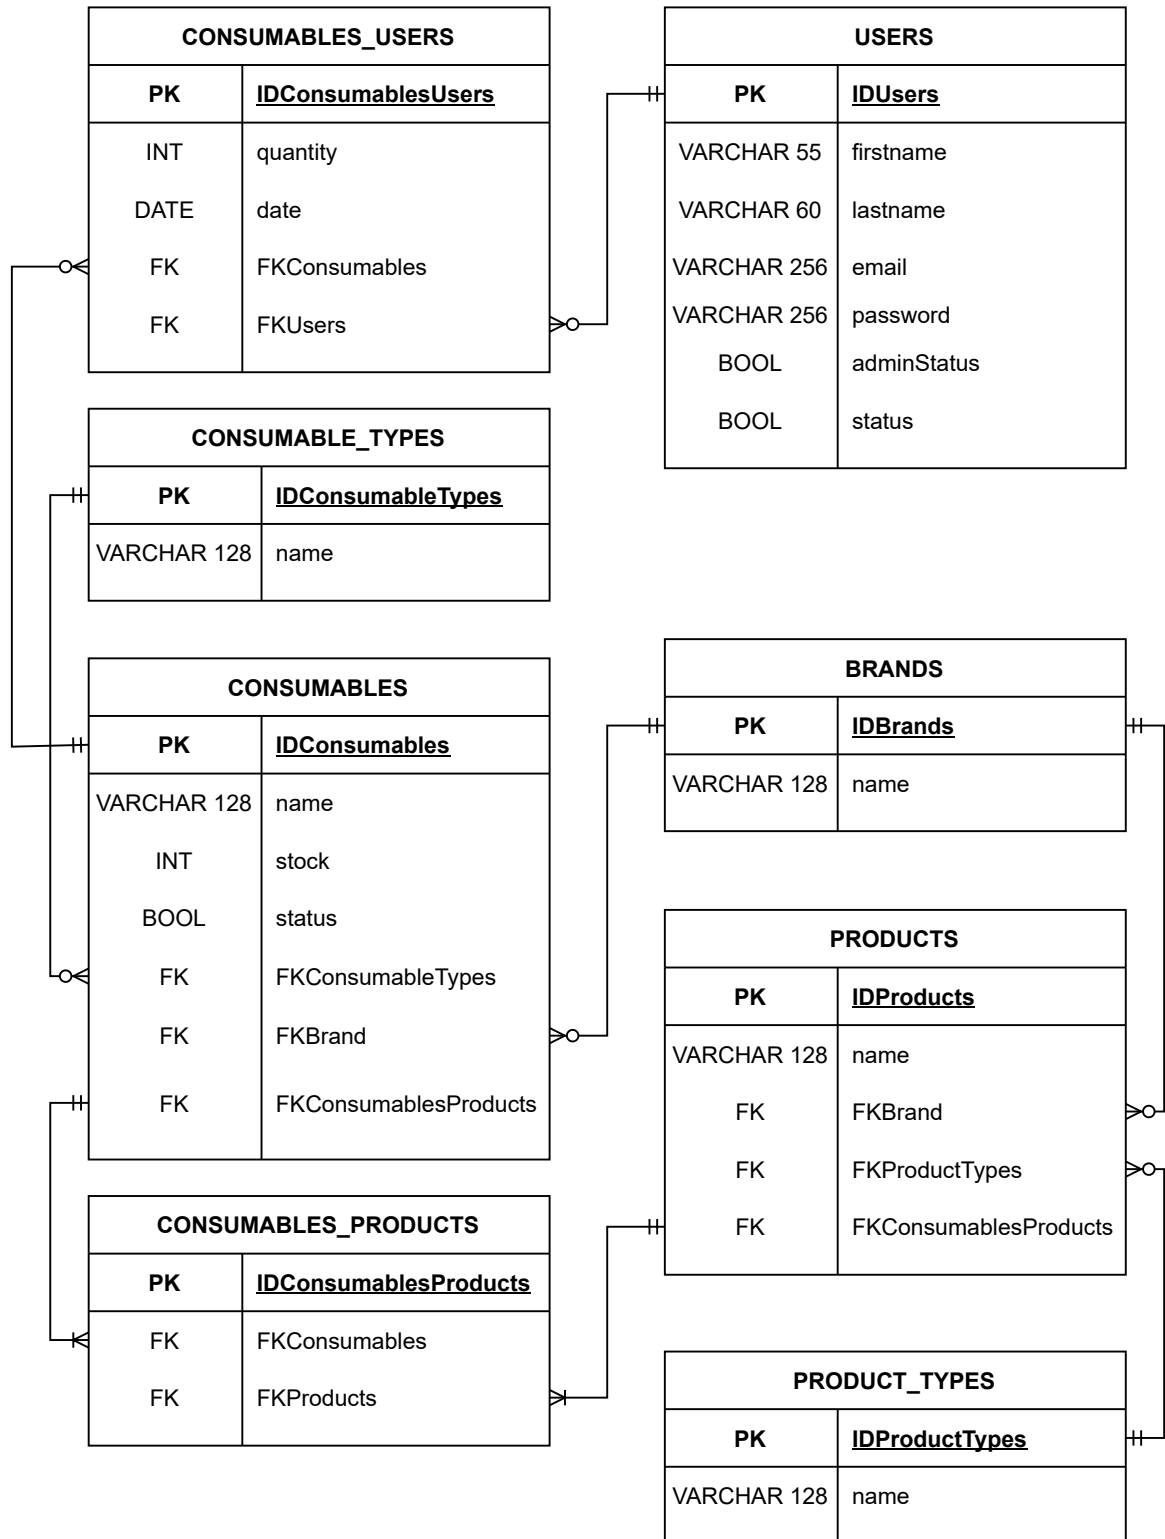 CONSUMABLES_USERS
PK IDConsumablesUsers
INT quantity
DATE date
FK FKConsumables
FK FKUsers
USERS
PK IDUsers
VARCHAR 55 firstname
VARCHAR 60 lastname
VARCHAR 256 email
VARCHAR 256 password
BOOL adminStatus
BOOL status
CONSUMABLE_TYPES
PK IDConsumableTypes
VARCHAR 128 name
CONSUMABLES
PK IDConsumables
VARCHAR 128 name
INT stock
BOOL status
FK FKConsumableTypes
FK FKBrand
FK FKConsumablesProducts
BRANDS
PK IDBrands
VARCHAR 128 name
PRODUCTS
PK IDProducts
VARCHAR 128 name
FK FKBrand
FK FKProductTypes
FK FKConsumablesProducts
CONSUMABLES_PRODUCTS
PK IDConsumablesProducts
FK FKConsumables
FK FKProducts
PRODUCT_TYPES
PK IDProductTypes
VARCHAR 128 name